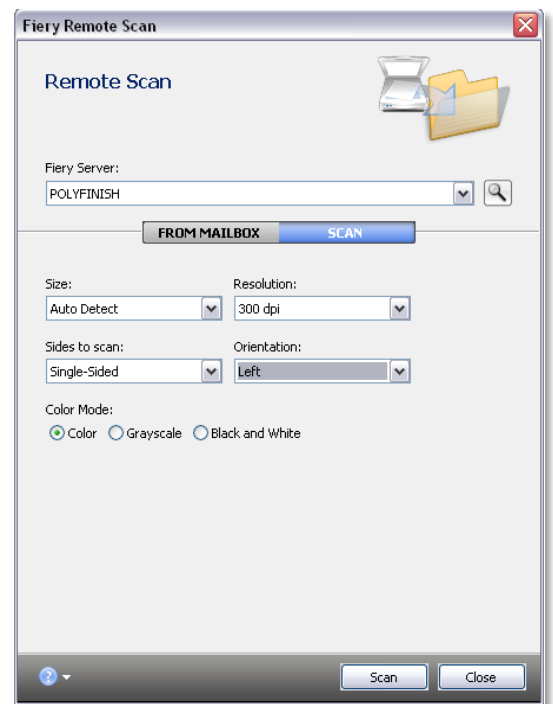 Fiery Remote Scan
Remote Scan
Fiery Server:
POLYFINISH
FROM MAILBOX SCAN
Size: Resolution:
Auto Detect 300 dpi
Sides to scan: Orientation:
Single-Sided Left
Color Mode:
Color Grayscale Black and White
? Scan Close